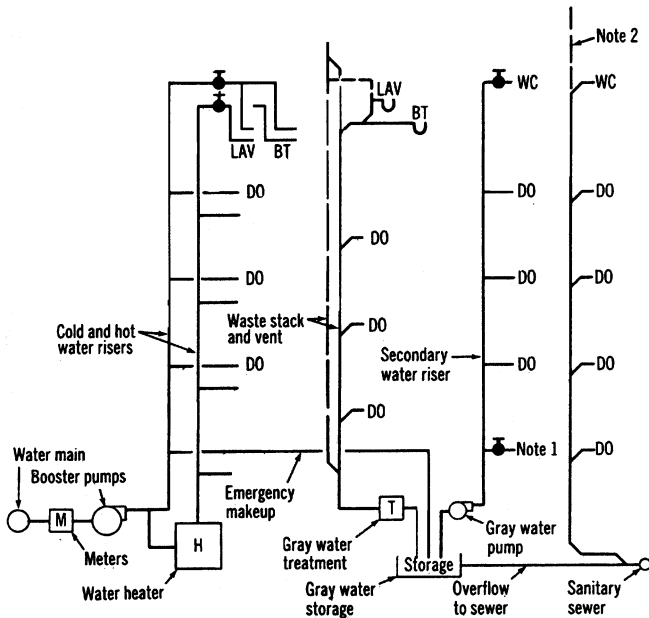 Note 2
LAV
BT
WC
WC
LAV
BT
DO
DO
DO
DO
DO
DO
DO
DO
DO
Cold and hot
water risers
Waste stack
and vent
DO
Secondary
water riser
DO
DO
DO
DO
Water main
Booster pumps
Emergency
makeup
Note 1
M
Meters
H
Water heater
T
Gray water
treatment
Gray water
pump
Storage
Gray water
storage
Overflow
to sewer
Sanitary
sewer